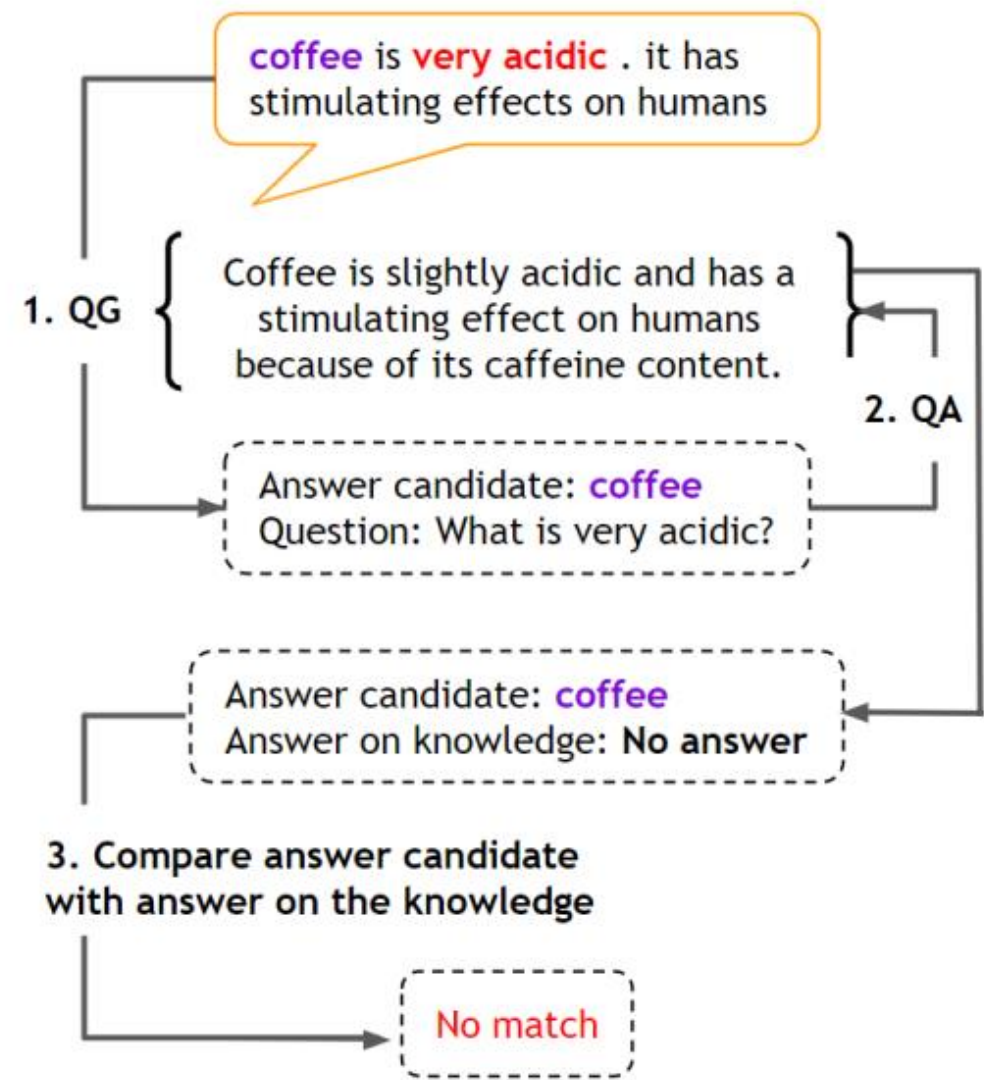 coffee is very acidic . it has
stimulating effects on humans
1. QG
Coffee is slightly acidic and has a
stimulating effect on humans
because of its caffeine content.
2. QA
Answer candidate: coffee
Question: What is very acidic?
Answer candidate: coffee
Answer on knowledge: No answer
3. Compare answer candidate
with answer on the knowledge
No match